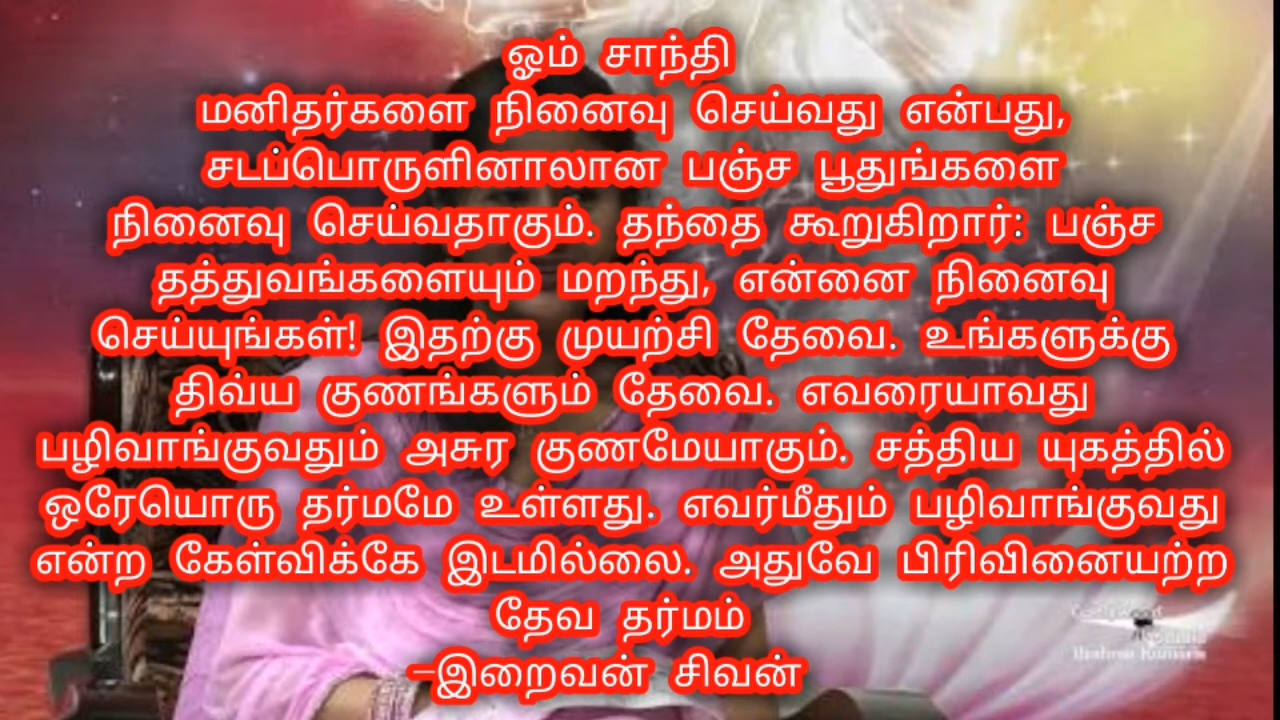 ஓம் சாந்தி
மனிதர்களை நினைவு செய்வது என்பது,
சடப்பொருளினாலான பஞ்ச பூதுங்களை
நினைவு செய்வதாகும். தந்தை கூறுகிறார்: பஞ்ச
தத்துவங்களையும் மறந்து, என்னை நினைவு
செய்யுங்கள்! இதற்கு முயற்சி தேவை. உங்களுக்கு
திவ்ய குணங்களும் தேவை. எவரையாவது
பழிவாங்குவதும் அசுர குணமேயாகும். சத்திய யுகத்தில்
ஒரேயொரு தர்மமே உள்ளது. எவர்மீதும் பழிவாங்குவது
என்ற கேள்விக்கே இடமில்லை. அதுவே பிரிவினையற்ற
தேவ தர்மம்
–இறைவன் சிவன்
Brahma Kumaris